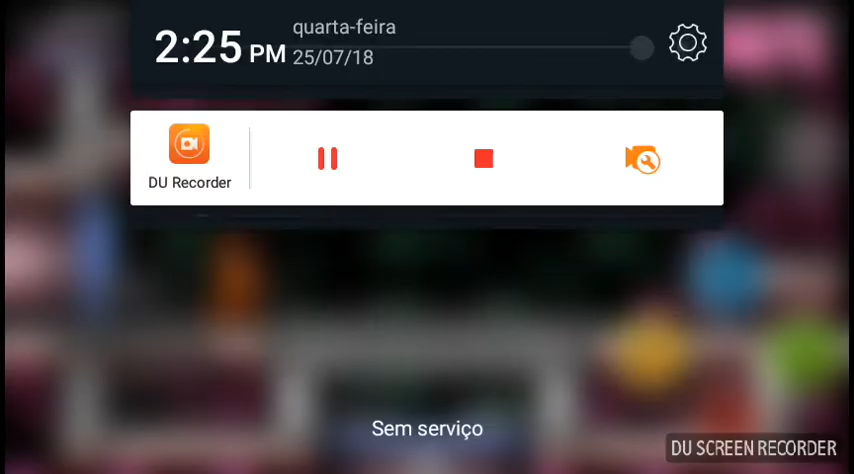 2:25 PM
quarta-feira
25/07/18
DU Recorder
Sem serviço
DU SCREEN RECORDER